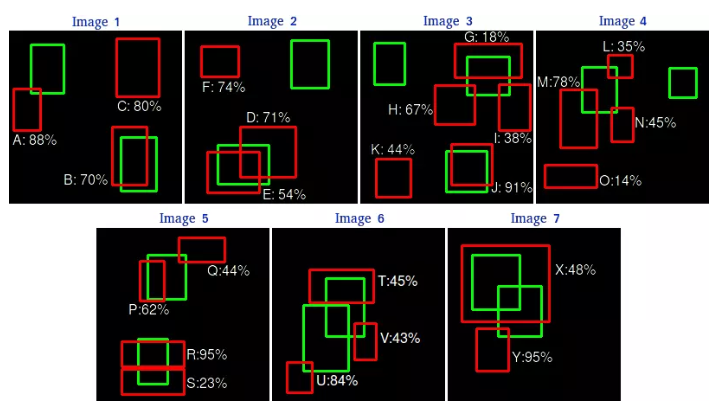 Image 1
Image 2
Image 3
Image 4
A: 88%
B: 70%
C: 80%
F: 74%
D: 71%
E: 54%
G: 18%
H: 67%
I: 38%
K: 44%
J: 91%
L: 35%
M:78%
N:45%
O:14%
Image 5
Image 6
Image 7
Q:44%
P:62%
R:95%
S:23%
T:45%
V:43%
U:84%
X:48%
Y:95%